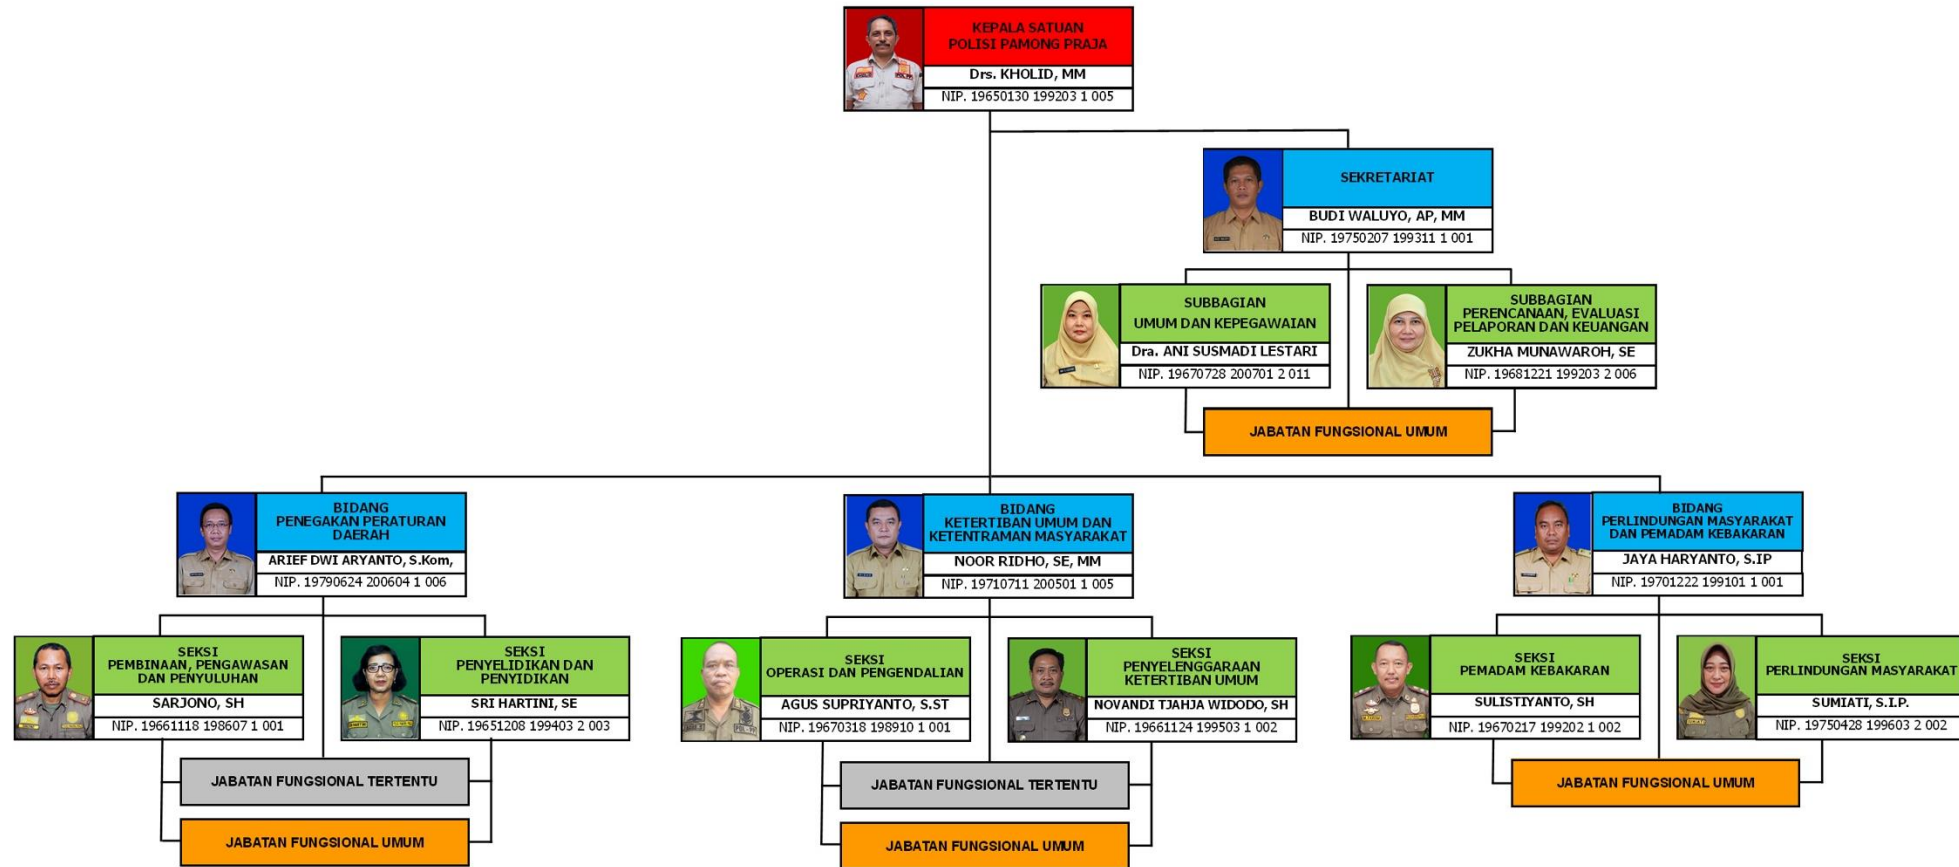 KEPALA SATUAN
POLISI PAMONG PRAJA
Drs. KHOLID, MM
NIP. 19650130 199203 1 005
SEKRETARIAT
BUDI WALUYO, AP, MM
NIP. 19750207 199311 1 001
SUBBAGIAN
UMUM DAN KEPEGAWAIAN
Dra. ANI SUSMADI LESTARI
NIP. 19670728 200701 2 011
SUBBAGIAN
PERENCANAAN, EVALUASI
PELAPORAN DAN KEUANGAN
ZUKHA MUNAWAROH, SE
NIP. 19681221 199203 2 006
JABATAN FUNGSIONAL UMUM
BIDANG
PENEGAKAN PERATURAN
DAERAH
ARIEF DWI ARYANTO, S.Kom,
NIP. 19790624 200604 1 006
BIDANG
KETERTIBAN UMUM DAN
KETENTRAMAN MASYARAKAT
NOOR RIDHO, SE, MM
NIP. 19710711 200501 1 005
BIDANG
PERLINDUNGAN MASYARAKAT
DAN PEMADAM KEBAKARAN
JAYA HARYANTO, S.IP
NIP. 19701222 199101 1 001
SEKSI
PEMBINAAN, PENGAWASAN
DAN PENYULUHAN
SARJONO, SH
NIP. 19661118 198607 1 001
SEKSI
PENYELIDIKAN DAN
PENYIDIKAN
SRI HARTINI, SE
NIP. 19651208 199403 2 003
SEKSI
OPERASI DAN PENGENDALIAN
AGUS SUPRIYANTO, S.ST
NIP. 19670318 198910 1 001
SEKSI
PENYELENGGARAAN
KETERTIBAN UMUM
NOVANDI TJAHJA WIDODO, SH
NIP. 19661124 199503 1 002
SEKSI
PEMADAM KEBAKARAN
SULISTIYANTO, SH
NIP. 19670217 199202 1 002
SEKSI
PERLINDUNGAN MASYARAKAT
SUMIATI, S.I.P.
NIP. 19750428 199603 2 002
JABATAN FUNGSIONAL TERTENTU
JABATAN FUNGSIONAL UMUM
JABATAN FUNGSIONAL TERTENTU
JABATAN FUNGSIONAL UMUM
JABATAN FUNGSIONAL UMUM